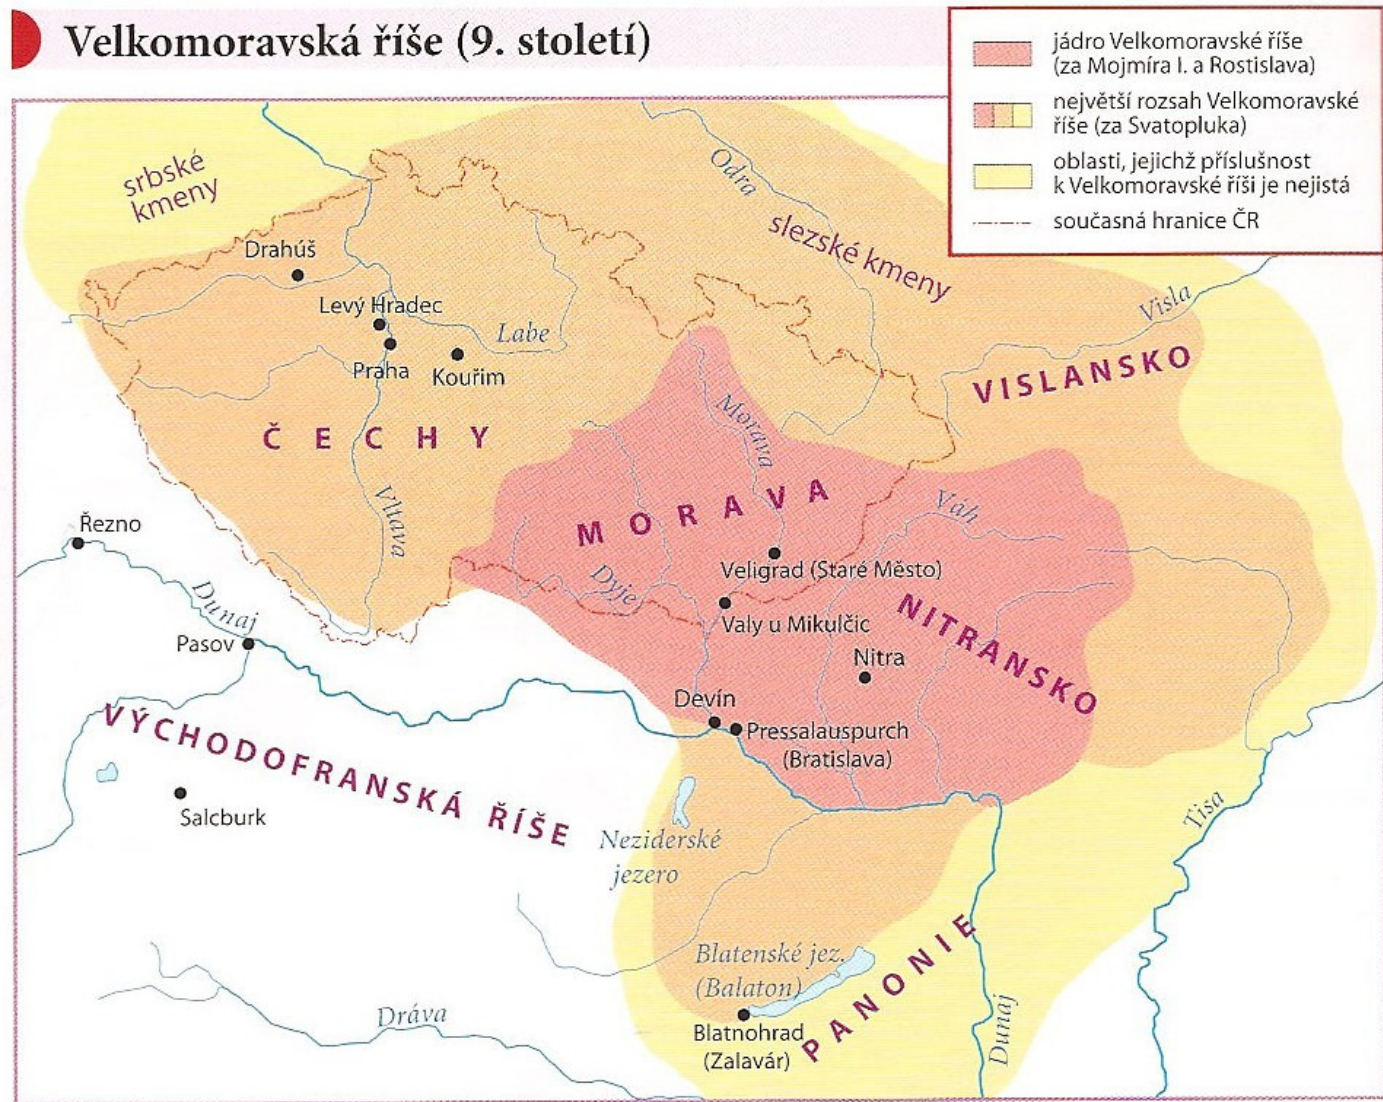 Velkomoravská říše (9. století)
jádro Velkomoravské říše
(za Mojmíra I. a Rostislava)
největší rozsah Velkomoravské
říše (za Svatopluka)
oblasti, jejichž příslušnost
k Velkomoravské říši je nejistá
současná hranice ČR
srbské
kmeny
Odra
slezské kmeny
Drahúš
Levý Hradec
Labe
Visla
Praha
Kouřim
VISLANSKO
ČECHY
Morava
Vltava
MORAVA
Váh
Řezno
Veligrad (Staré Město)
Dunaj
Dyje
NITRANSKO
Valy u Mikulčic
Pasov
Nitra
Devín
Pressalauspurch
(Bratislava)
VÝCHODOFRANSKÁ ŘÍŠE
Salcburk
Neziderské
jezero
Tisa
Blatenské jez.
(Balaton)
PANONIE
Dráva
Blatnohrad
(Zalavár)
Dunaj